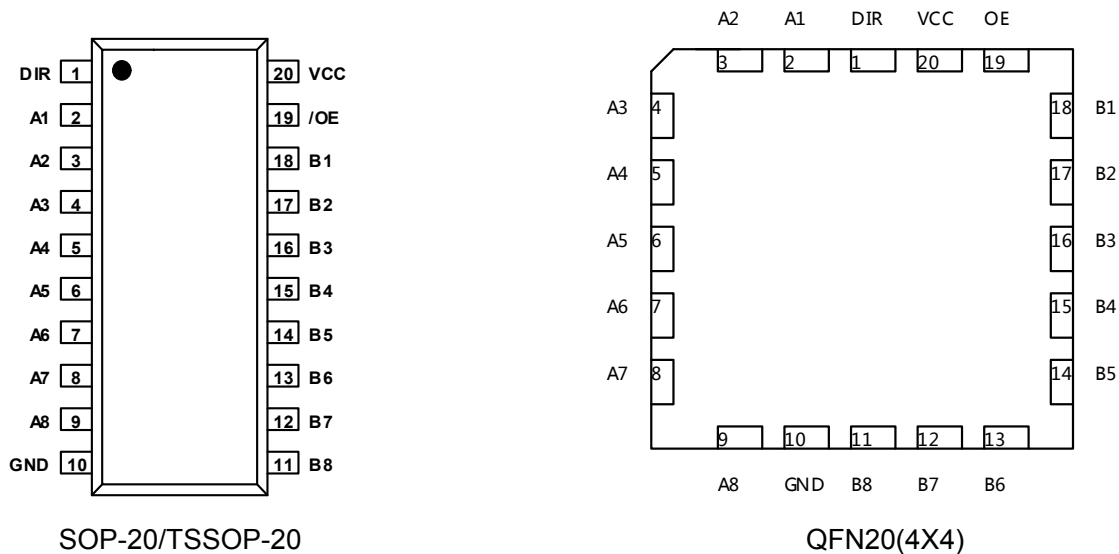 DIR 1 20 VCC
A1 2 19 /OE
A2 3 18 B1
A3 4 17 B2
A4 5 16 B3
A5 6 15 B4
A6 7 14 B5
A7 8 13 B6
A8 9 12 B7
GND 10 11 B8
SOP-20/TSSOP-20
A2 A1 DIR VCC OE
3 2 1 20 19
A3 4 18 B1
A4 5 17 B2
A5 6 16 B3
A6 7 15 B4
A7 8 14 B5
9 10 11 12 13
A8 GND B8 B7 B6
QFN20(4X4)